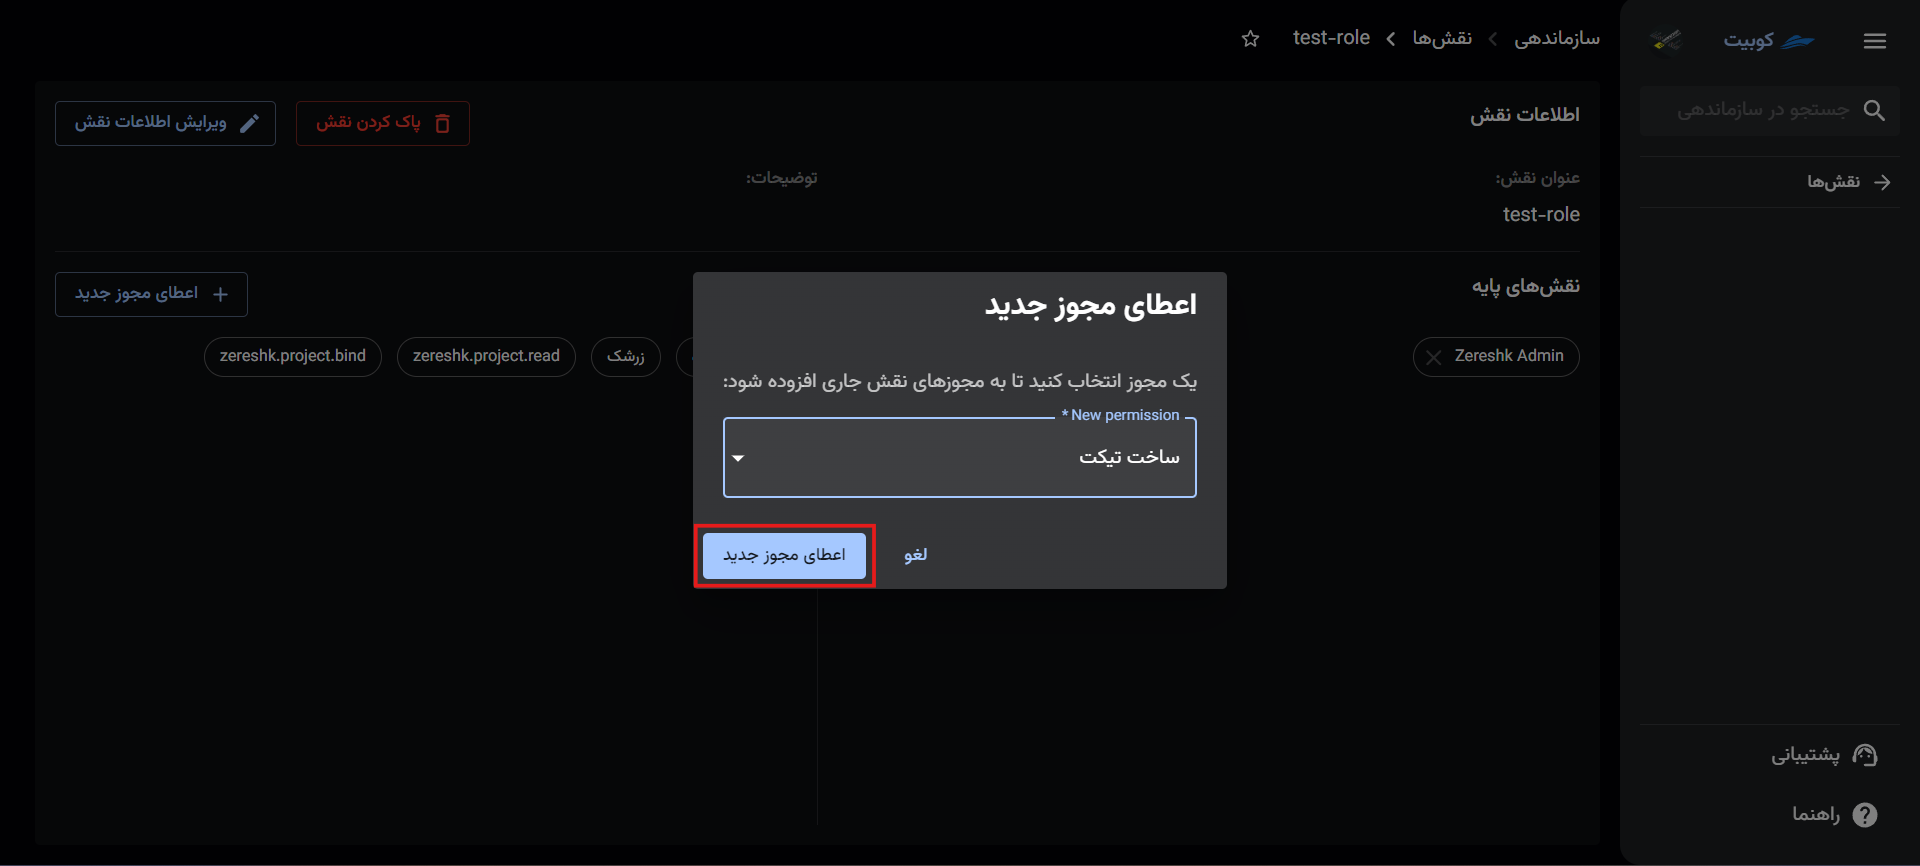 کوبیت
جستجو در سازماندهی
نقش‌ها
پشتیبانی
راهنما
سازماندهی
نقش‌ها
test-role
اطلاعات نقش
پاک کردن نقش
ویرایش اطلاعات نقش
عنوان نقش:
test-role
توضیحات:
نقش‌های پایه
Zereshk Admin
اعطای مجوز جدید
زرشک
zereshk.project.read
zereshk.project.bind
اعطای مجوز جدید
یک مجوز انتخاب کنید تا به مجوزهای نقش جاری افزوده شود:
New permission *
ساخت تیکت
لغو
اعطای مجوز جدید